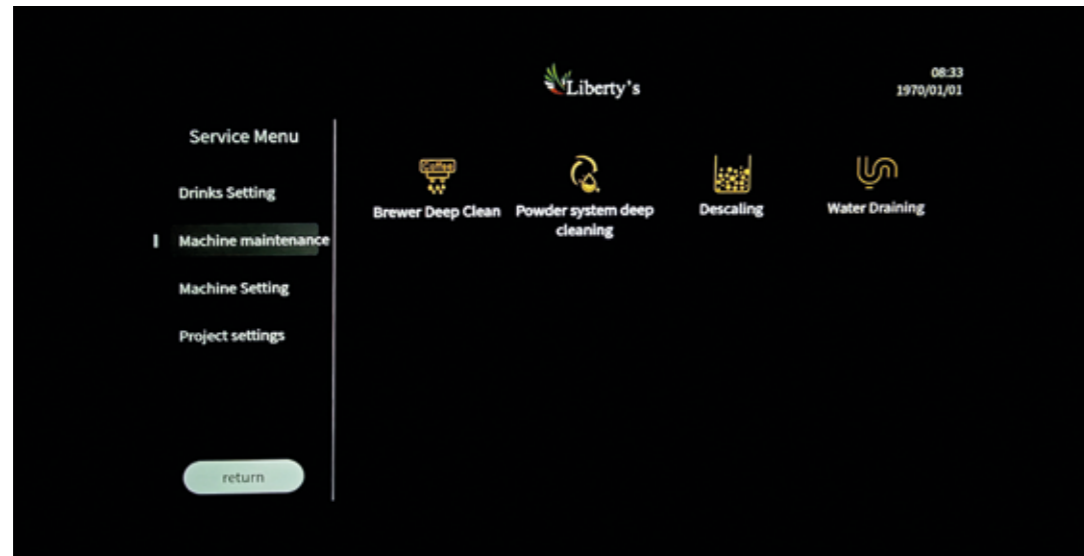 Liberty's
08:33
1970/01/01
Service Menu
Drinks Setting
Machine maintenance
Machine Setting
Project settings
return
Coffee
Brewer Deep Clean
Powder system deep
cleaning
Descaling
Water Draining